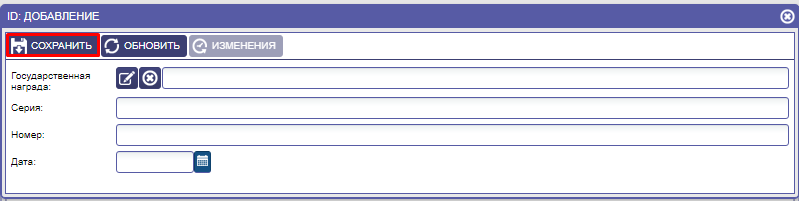 ID: ДОБАВЛЕНИЕ
СОХРАНИТЬ ОБНОВИТЬ ИЗМЕНЕНИЯ
Государственная
награда:
Серия:
Номер:
Дата: